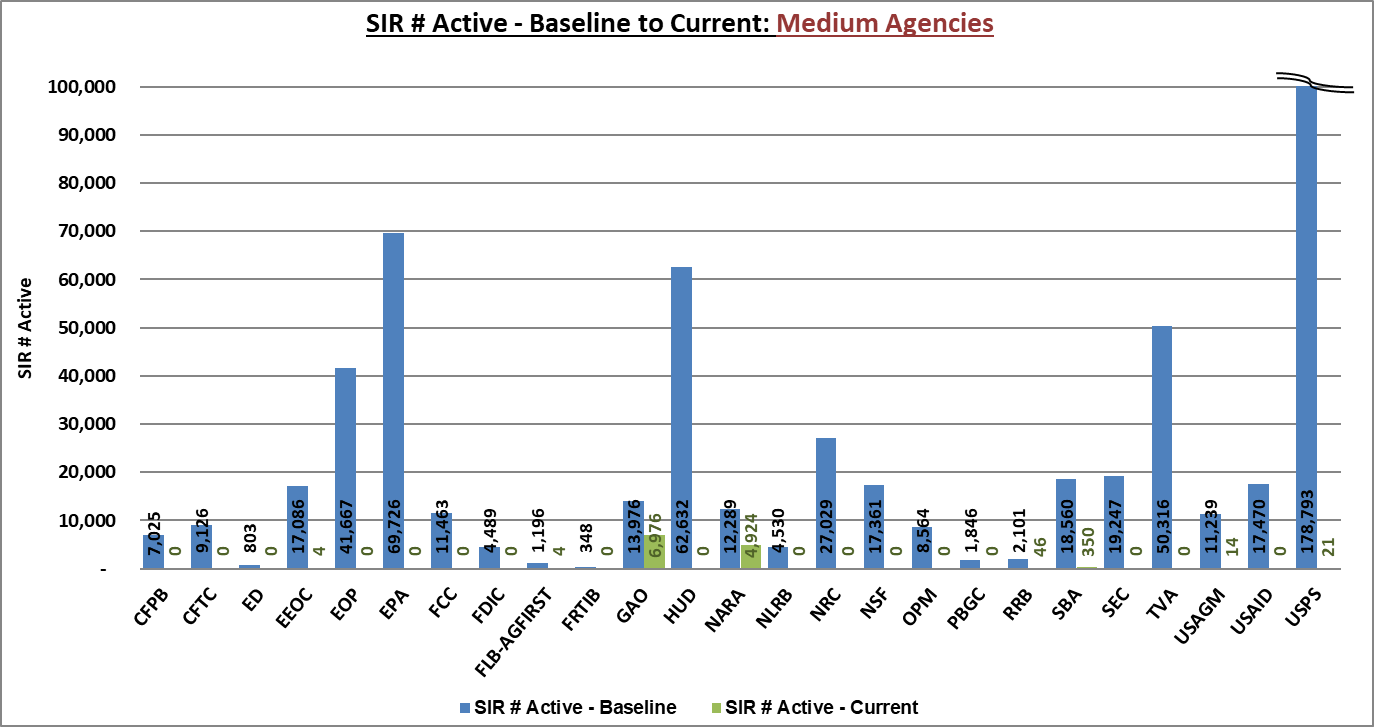 SIR # Active - Baseline to Current: Medium Agencies
SIR # Active
100,000
90,000
80,000
70,000
60,000
50,000
40,000
30,000
20,000
10,000
-
7,025
0
9,126
0
803
0
17,086
4
41,667
0
69,726
0
11,463
0
4,489
0
1,196
4
348
0
13,976
6,976
62,632
0
12,289
4,924
4,530
0
27,029
0
17,361
0
8,564
0
1,846
0
2,101
46
18,560
350
19,247
0
50,316
0
11,239
14
17,470
0
178,793
21
CFPB
CFTC
ED
EEOC
EOP
EPA
FCC
FDIC
FLB-AGFIRST
FRTIB
GAO
HUD
NARA
NLRB
NRC
NSF
OPM
PBGC
RRB
SBA
SEC
TVA
USAGM
USAID
USPS
SIR # Active - Baseline
SIR # Active - Current